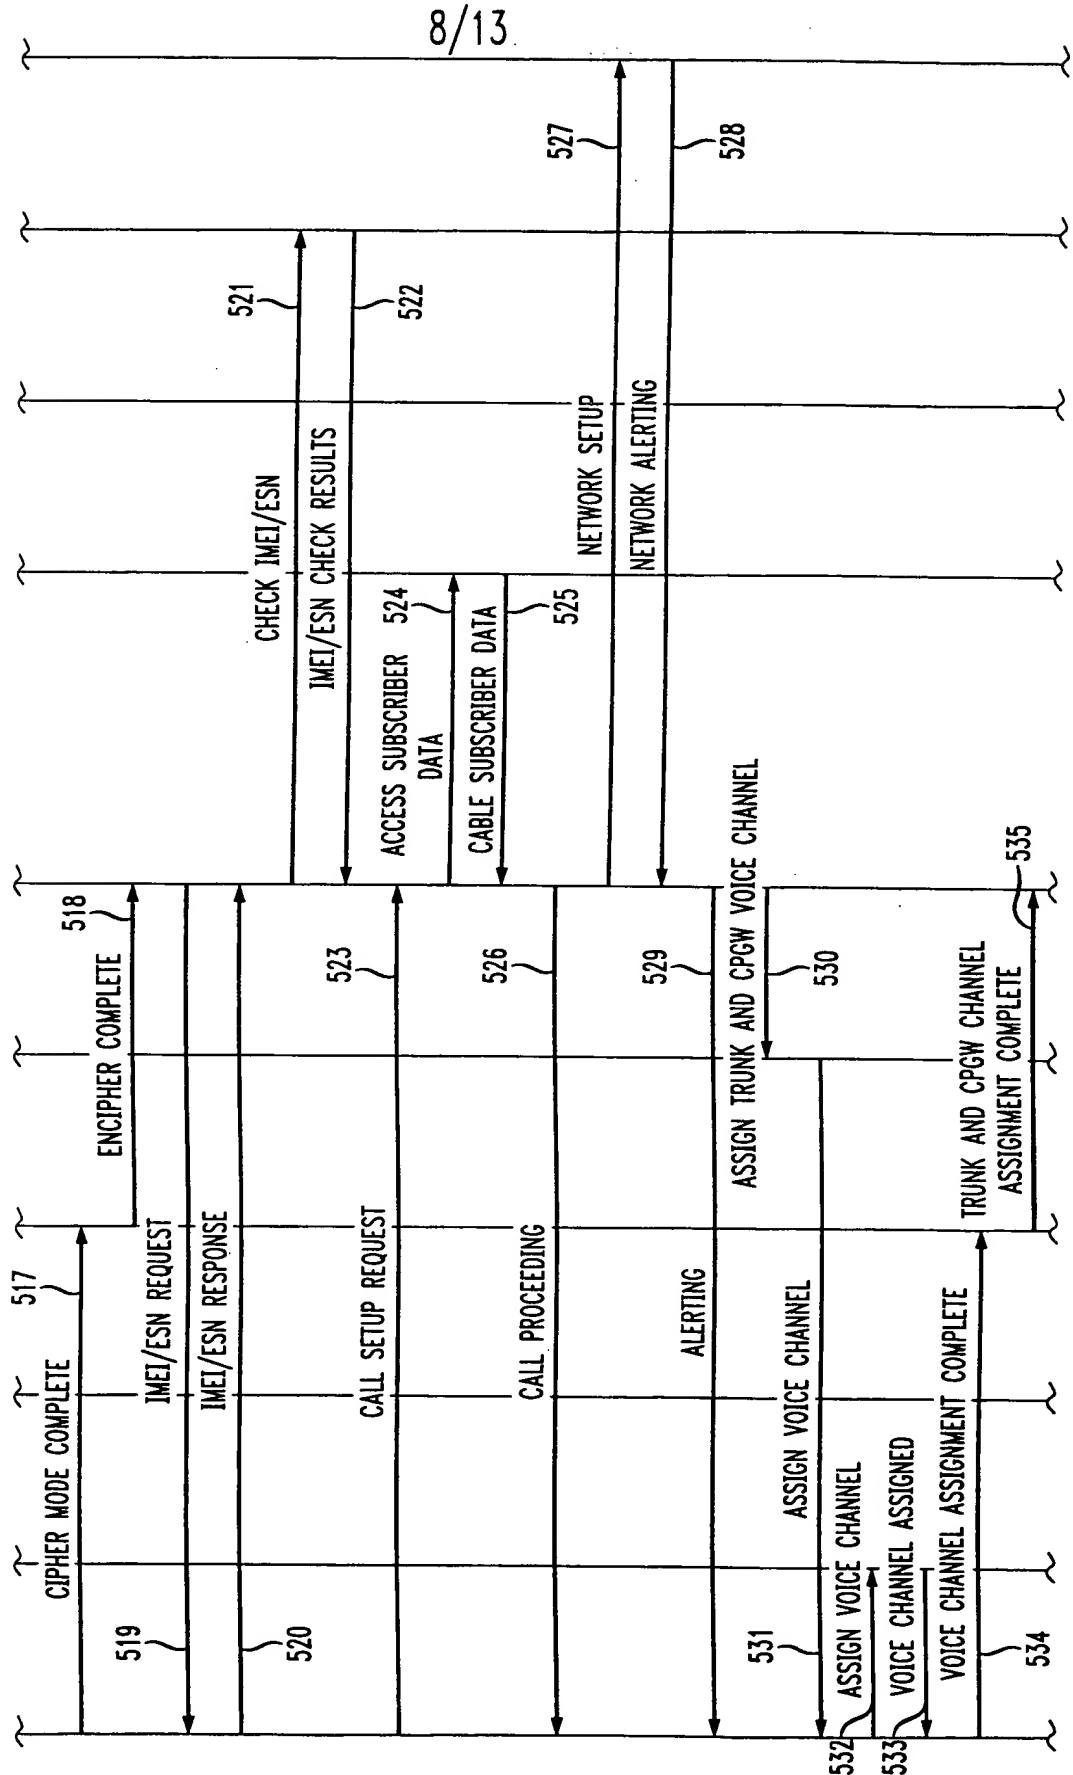 8/13
CIPHER MODE COMPLETE
517
ENCIPHER COMPLETE
518
IMEI/ESN REQUEST
519
IMEI/ESN RESPONSE
520
CHECK IMEI/ESN
521
IMEI/ESN CHECK RESULTS
522
CALL SETUP REQUEST
523
ACCESS SUBSCRIBER
DATA
524
CABLE SUBSCRIBER DATA
525
CALL PROCEEDING
526
NETWORK SETUP
527
NETWORK ALERTING
528
ALERTING
529
ASSIGN TRUNK AND CPGW VOICE CHANNEL
530
ASSIGN VOICE CHANNEL
531
ASSIGN VOICE CHANNEL
532
VOICE CHANNEL ASSIGNED
533
VOICE CHANNEL ASSIGNMENT COMPLETE
534
TRUNK AND CPGW CHANNEL
ASSIGNMENT COMPLETE
535